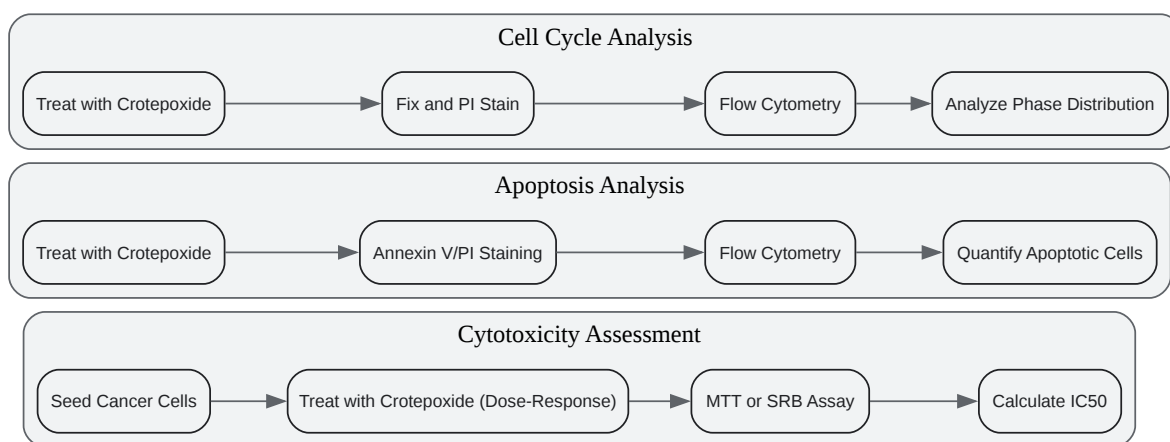 Cell Cycle Analysis
Treat with Crotepoxide
Fix and PI Stain
Flow Cytometry
Analyze Phase Distribution
Apoptosis Analysis
Treat with Crotepoxide
Annexin V/PI Staining
Flow Cytometry
Quantify Apoptotic Cells
Cytotoxicity Assessment
Seed Cancer Cells
Treat with Crotepoxide (Dose-Response)
MTT or SRB Assay
Calculate IC50